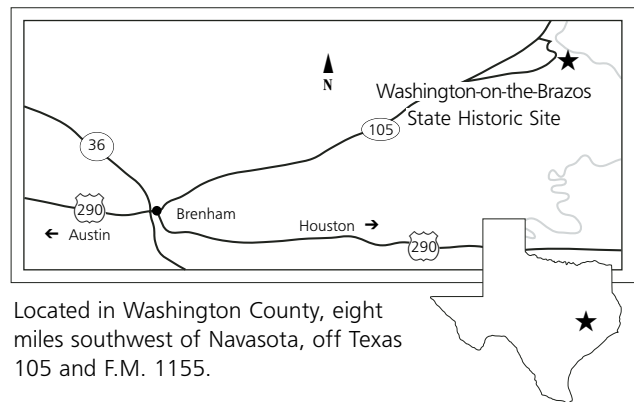 N
Washington-on-the-Brazos
State Historic Site
105
36
290
Brenham
← Austin
Houston →
290
Located in Washington County, eight
miles southwest of Navasota, off Texas
105 and F.M. 1155.